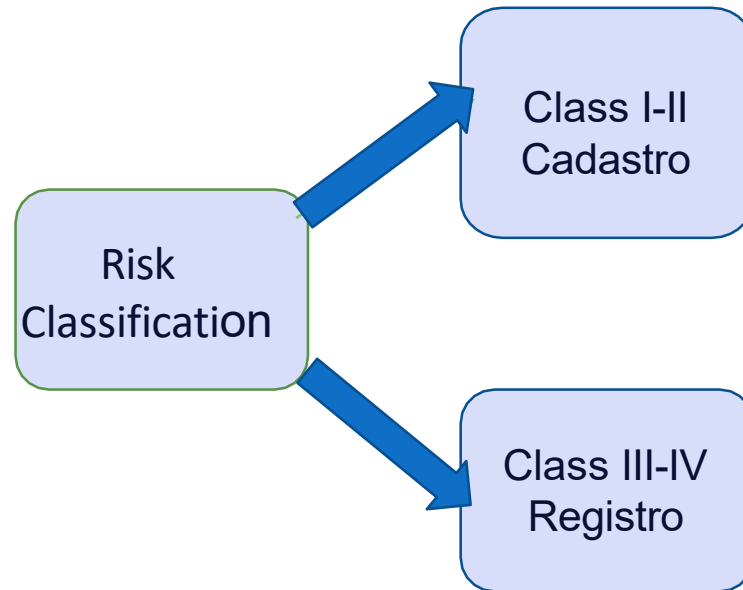 Class I-II
Cadastro
Risk
Classification
Class III-IV
Registro